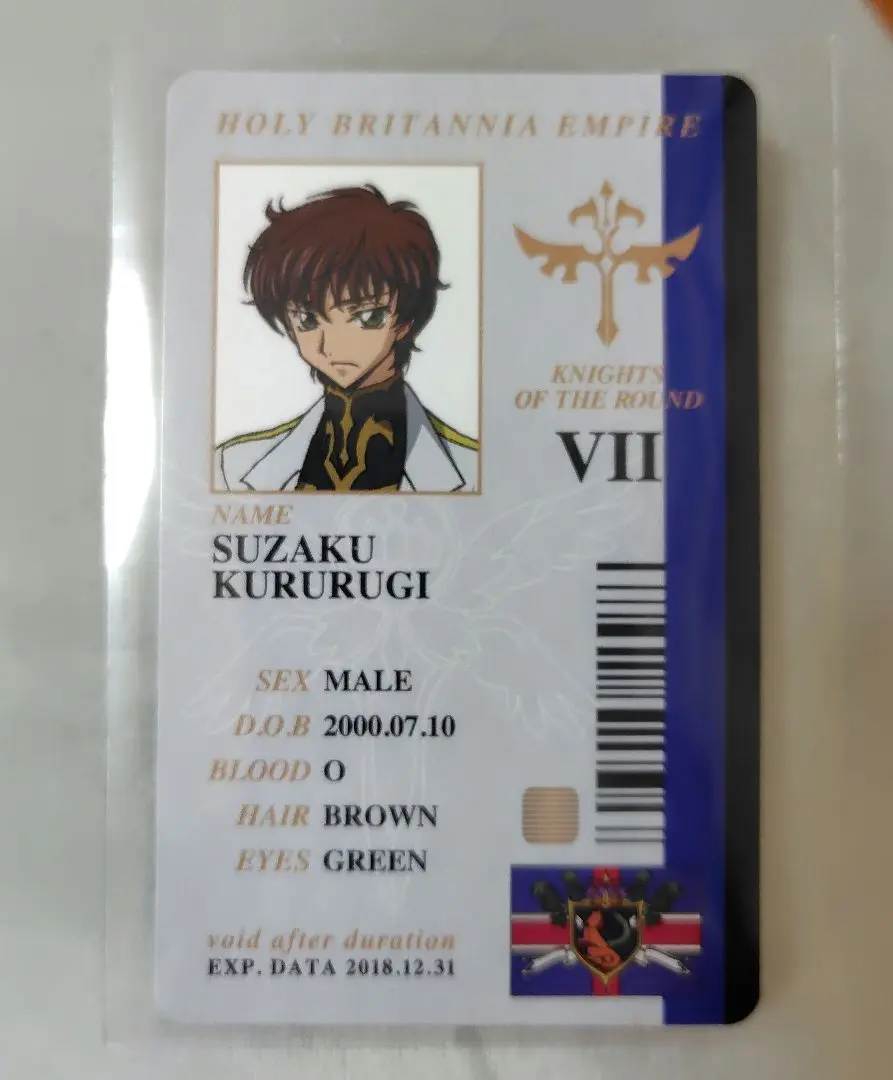 HOLY BRITANNIA EMPIRE
KNIGHTS
OF THE ROUND
VII
NAME
SUZAKU
KURURUGI
SEX MALE
D.O.B 2000.07.10
BLOOD O
HAIR BROWN
EYES GREEN
void after duration
EXP. DATA 2018.12.31